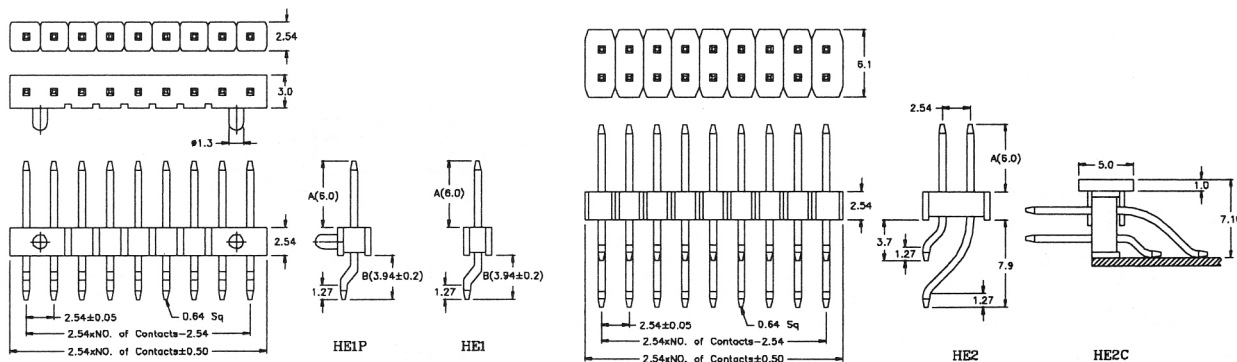 2.54
3.0
ø1.3
A(6.0)
A(6.0)
2.54
B(3.94±0.2)
B(3.94±0.2)
1.27
1.27
2.54±0.05
0.64 Sq
2.54xNO. of Contacts-2.54
2.54xNO. of Contacts±0.50
HE1P
HE1
6.1
2.54
A(6.0)
2.54
3.7
1.27
7.9
1.27
2.54±0.05
0.64 Sq
2.54xNO. of Contacts-2.54
2.54xNO. of Contacts±0.50
HE2
5.0
1.0
HE2C